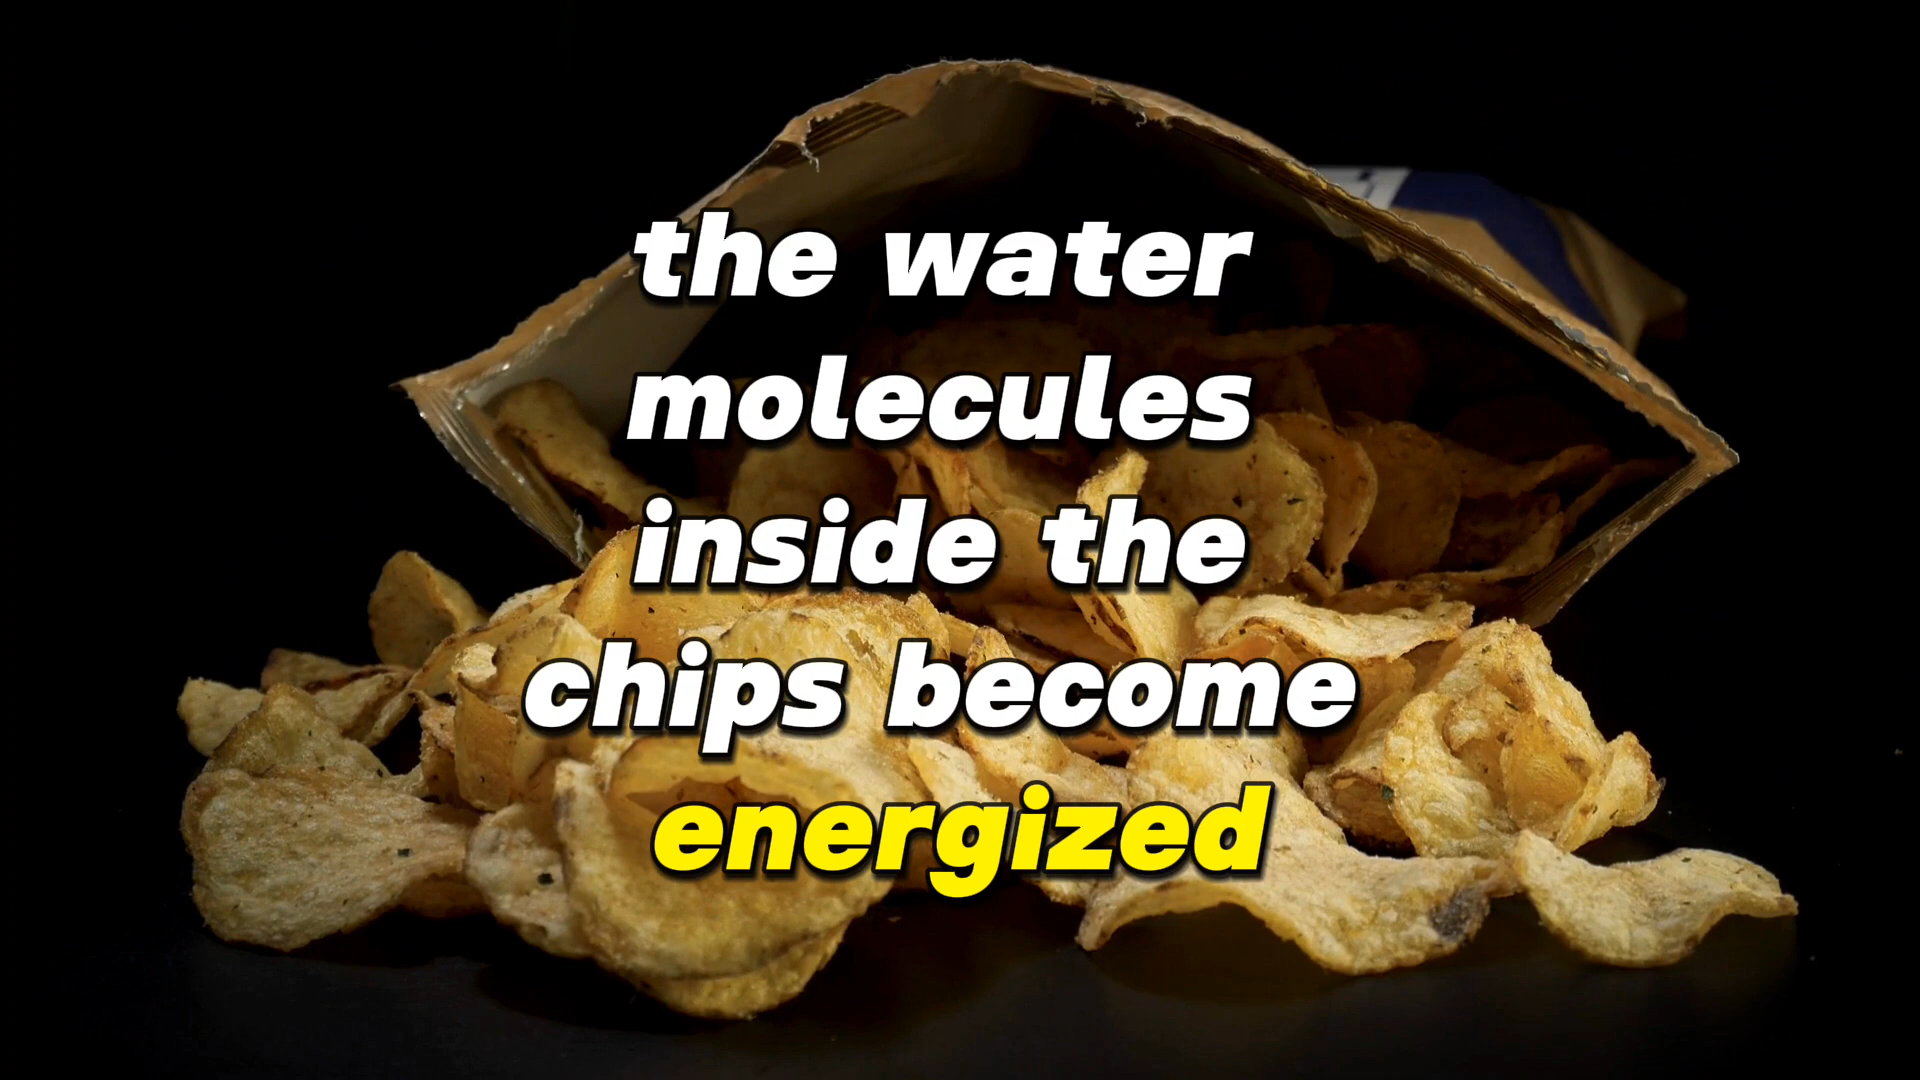 the water
molecules
inside the
chips become
energized